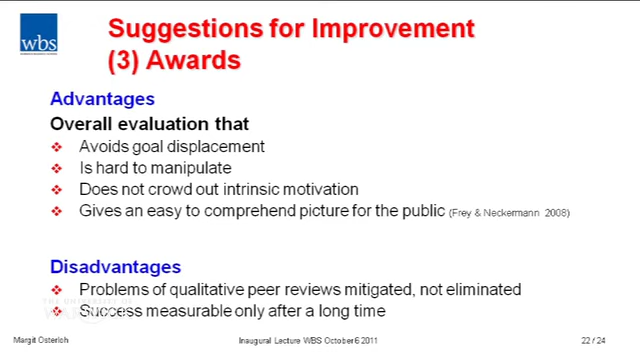 wbs
Suggestions for Improvement
(3) Awards
Advantages
Overall evaluation that
❖ Avoids goal displacement
❖ Is hard to manipulate
❖ Does not crowd out intrinsic motivation
❖ Gives an easy to comprehend picture for the public (Frey & Neckermann 2008)
Disadvantages
❖ Problems of qualitative peer reviews mitigated, not eliminated
❖ Success measurable only after a long time
THE UNIVERSITY OF
Margit Osterloh
Inaugural Lecture WBS October 6 2011
22 / 24